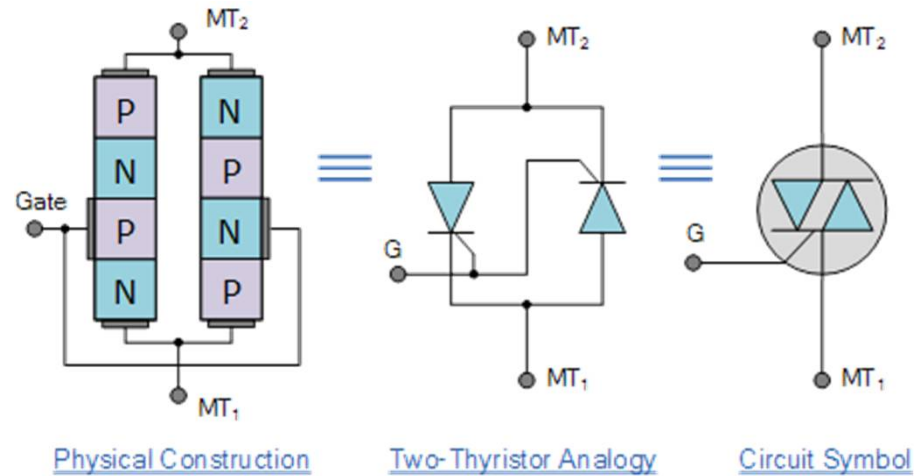 MT₂
P
N
P
N
N
P
N
P
Gate
MT₁
Physical Construction
MT₂
G
MT₁
Two-Thyristor Analogy
MT₂
G
MT₁
Circuit Symbol